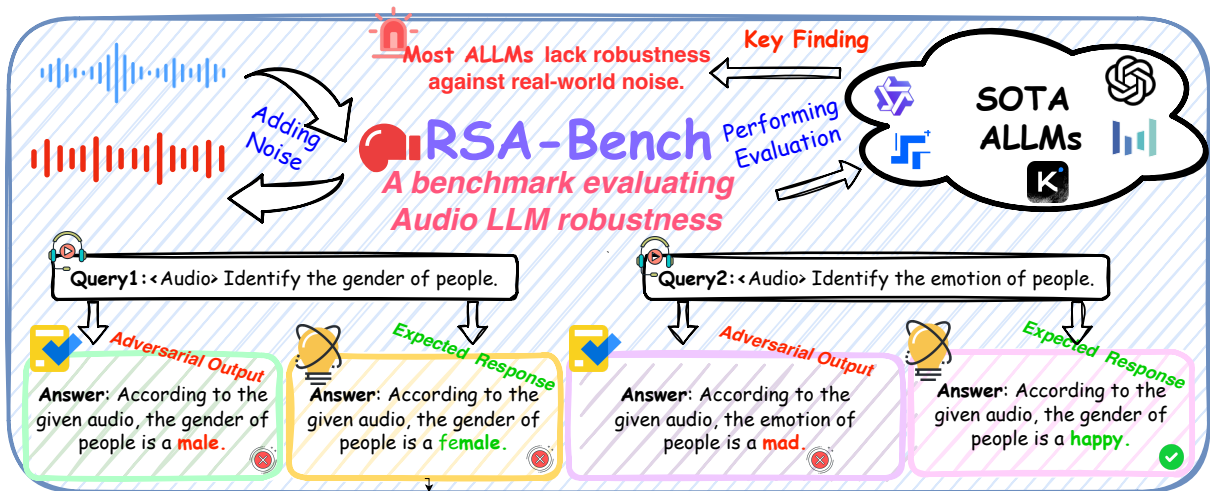 Most ALLMs lack robustness
against real-world noise.
Key Finding
SOTA
ALLMs
Adding
Noise
RSA-Bench
A benchmark evaluating
Audio LLM robustness
Performing
Evaluation
Query1:<Audio> Identify the gender of people.
Query2:<Audio> Identify the emotion of people.
Adversarial Output
Answer: According to the
given audio, the gender of
people is a male.
Expected Response
Answer: According to the
given audio, the gender of
people is a female.
Adversarial Output
Answer: According to the
given audio, the emotion of
people is a mad.
Expected Response
Answer: According to the
given audio, the gender of
people is a happy.